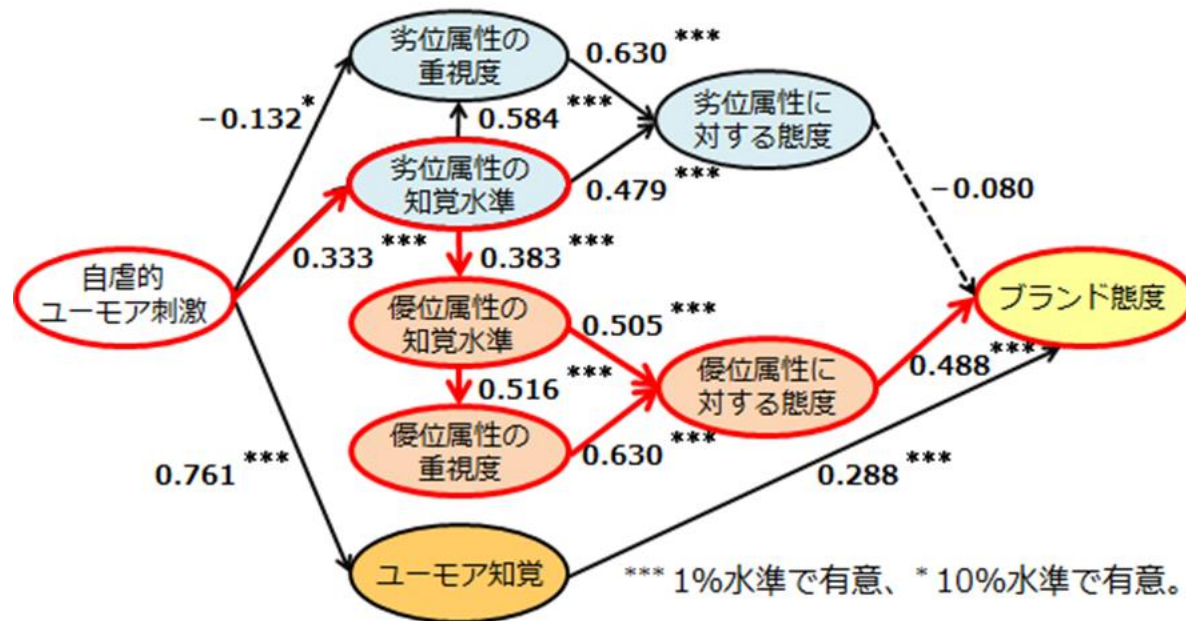 劣位属性の
重視度
0.630 ***
-0.132*
0.584 ***
劣位属性に
対する態度
劣位属性の
知覚水準
0.479 ***
−0.080
0.333 ***
0.383 ***
自虐的
ユーモア刺激
優位属性の
知覚水準
0.505 ***
ブランド態度
0.516 ***
優位属性に
対する態度
0.488 ***
優位属性の
重視度
0.630 ***
0.761 ***
0.288 ***
ユーモア知覚
*** 1%水準で有意、* 10%水準で有意。